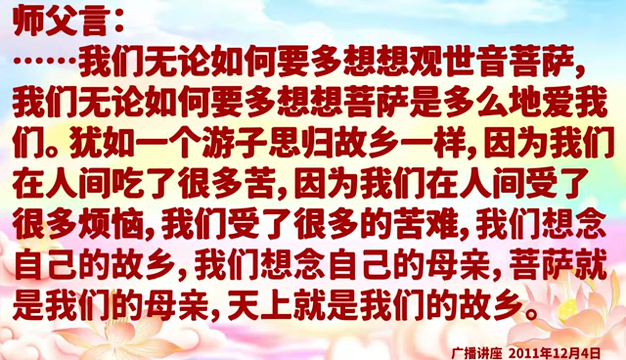 师父言：
……我们无论如何要多想想观世音菩萨，
我们无论如何要多想想菩萨是多么地爱我
们。犹如一个游子思归故乡一样，因为我们
在人间吃了很多苦，因为我们在人间受了
很多烦恼，我们受了很多的苦难，我们想念
自己的故乡，我们想念自己的母亲，菩萨就
是我们的母亲，天上就是我们的故乡。
广播讲座 2011年12月4日